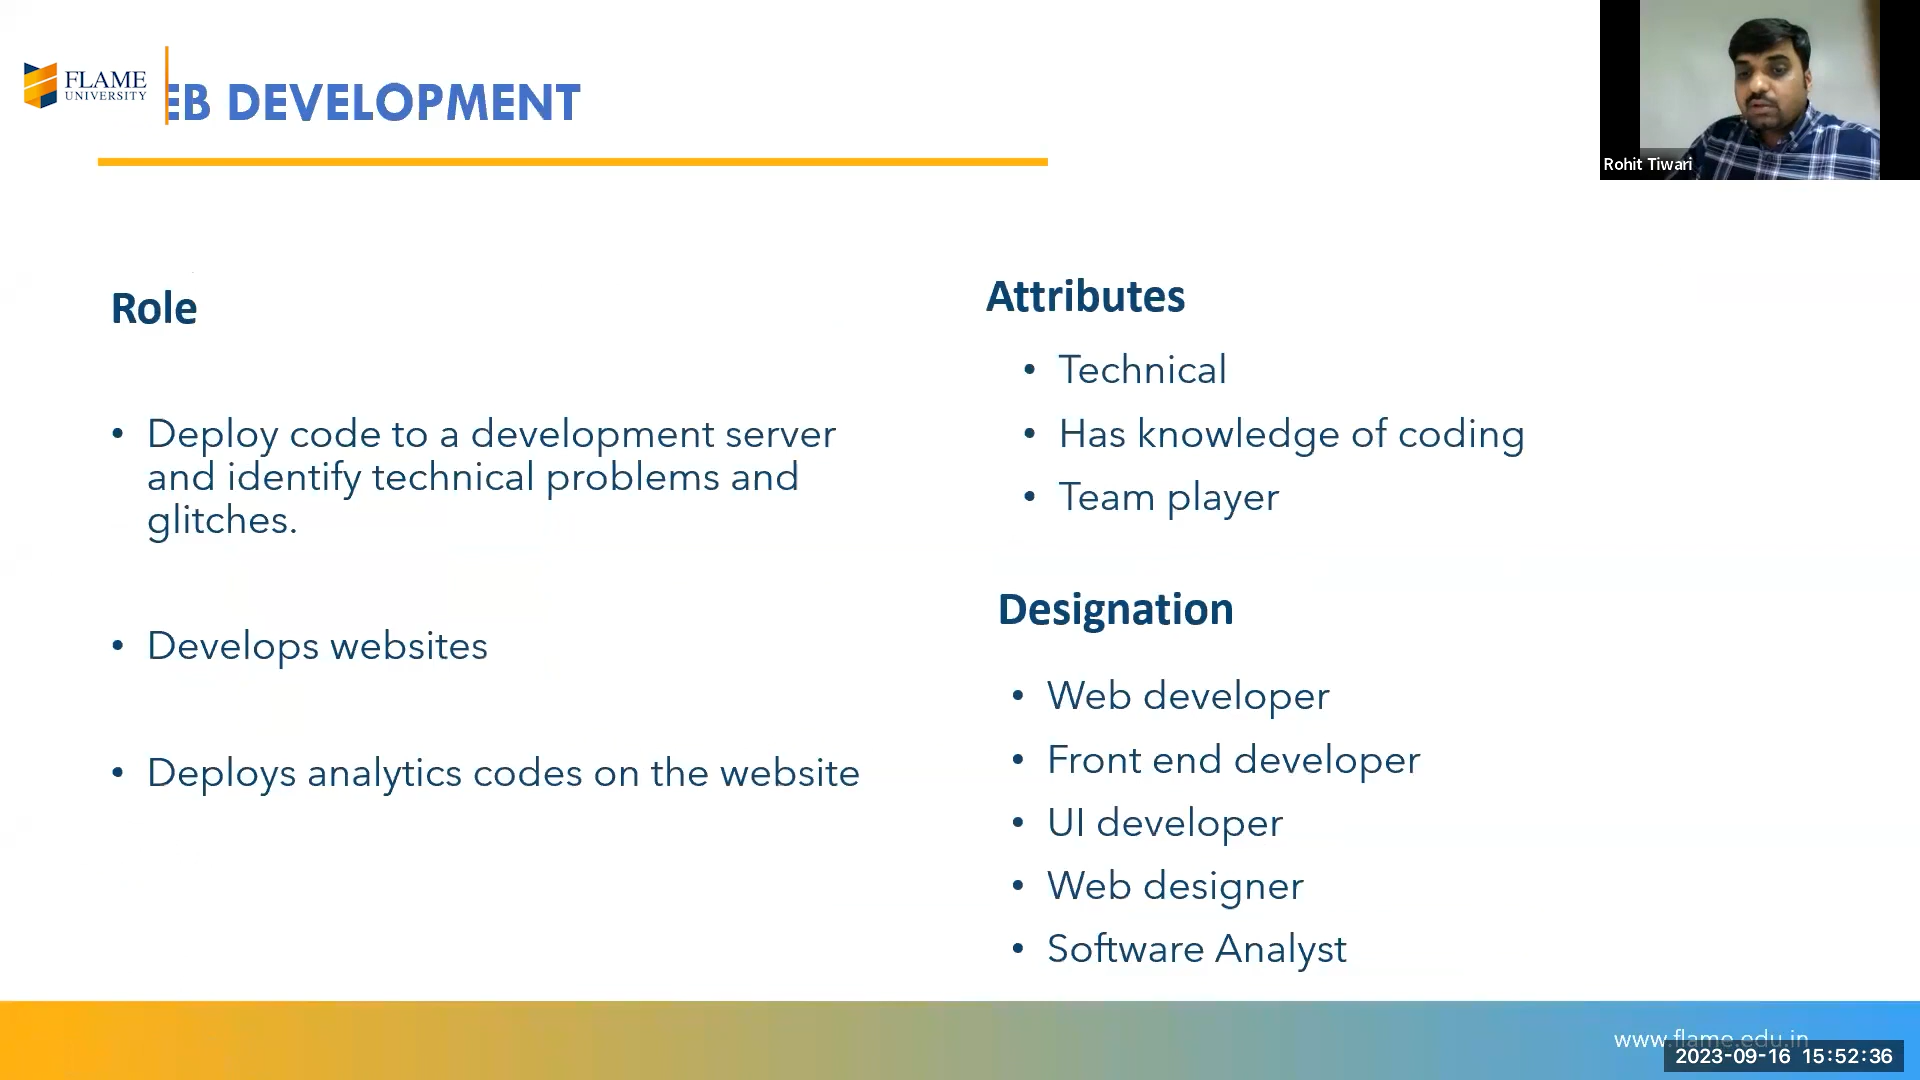 FLAME
UNIVERSITY
EB DEVELOPMENT
Rohit Tiwari
Role
• Deploy code to a development server
and identify technical problems and
glitches.
• Develops websites
• Deploys analytics codes on the website
Attributes
• Technical
• Has knowledge of coding
• Team player
Designation
• Web developer
• Front end developer
• UI developer
• Web designer
• Software Analyst
www.flame.edu.in
2023-09-16 15:52:36